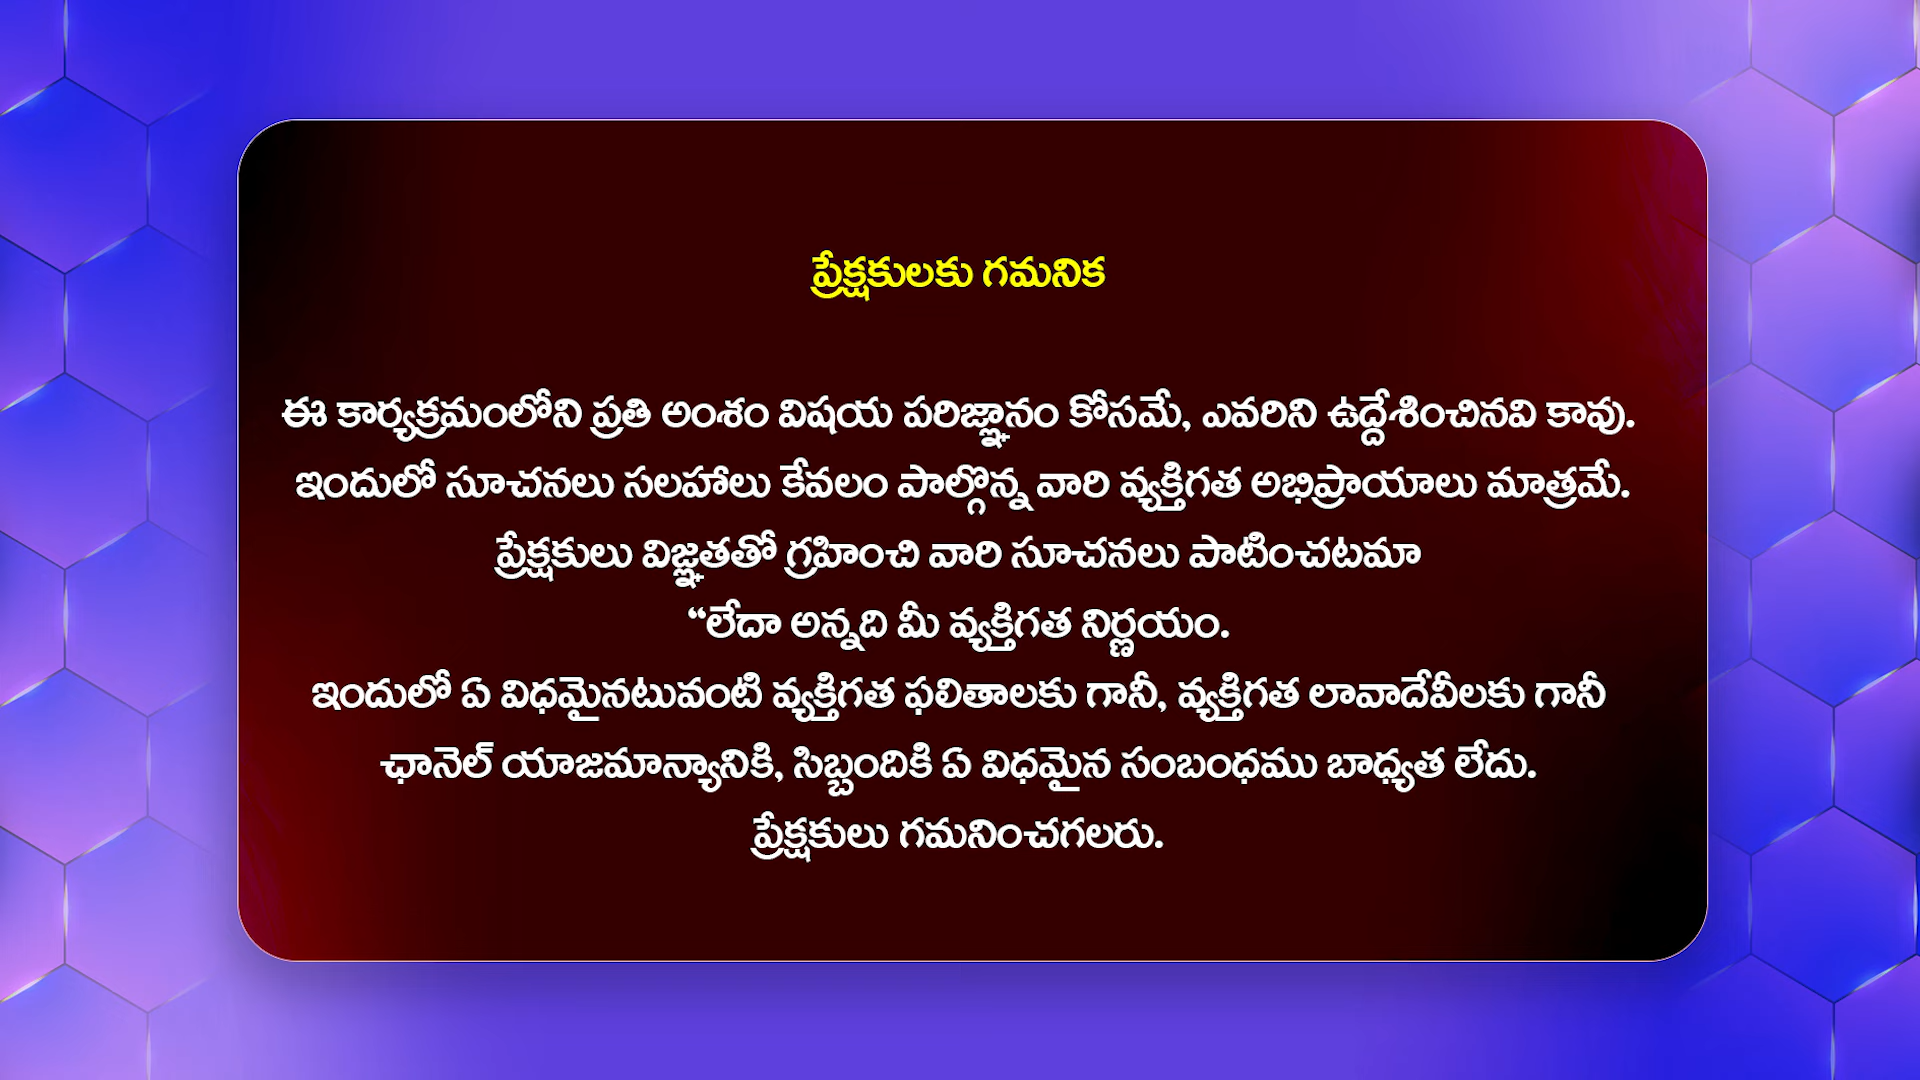 ప్రేక్షకులకు గమనిక
ఈ కార్యక్రమంలోని ప్రతి అంశం విషయ పరిజ్ఞానం కోసమే, ఎవరిని ఉద్దేశించినవి కావు.
ఇందులో సూచనలు సలహాలు కేవలం పాల్గొన్న వారి వ్యక్తిగత అభిప్రాయాలు మాత్రమే.
ప్రేక్షకులు విజ్ఞతతో గ్రహించి వారి సూచనలు పాటించటమా
“లేదా అన్నది మీ వ్యక్తిగత నిర్ణయం.
ఇందులో ఏ విధమైనటువంటి వ్యక్తిగత ఫలితాలకు గానీ, వ్యక్తిగత లావాదేవీలకు గానీ
ఛానెల్ యాజమాన్యానికి, సిబ్బందికి ఏ విధమైన సంబంధము బాధ్యత లేదు.
ప్రేక్షకులు గమనించగలరు.